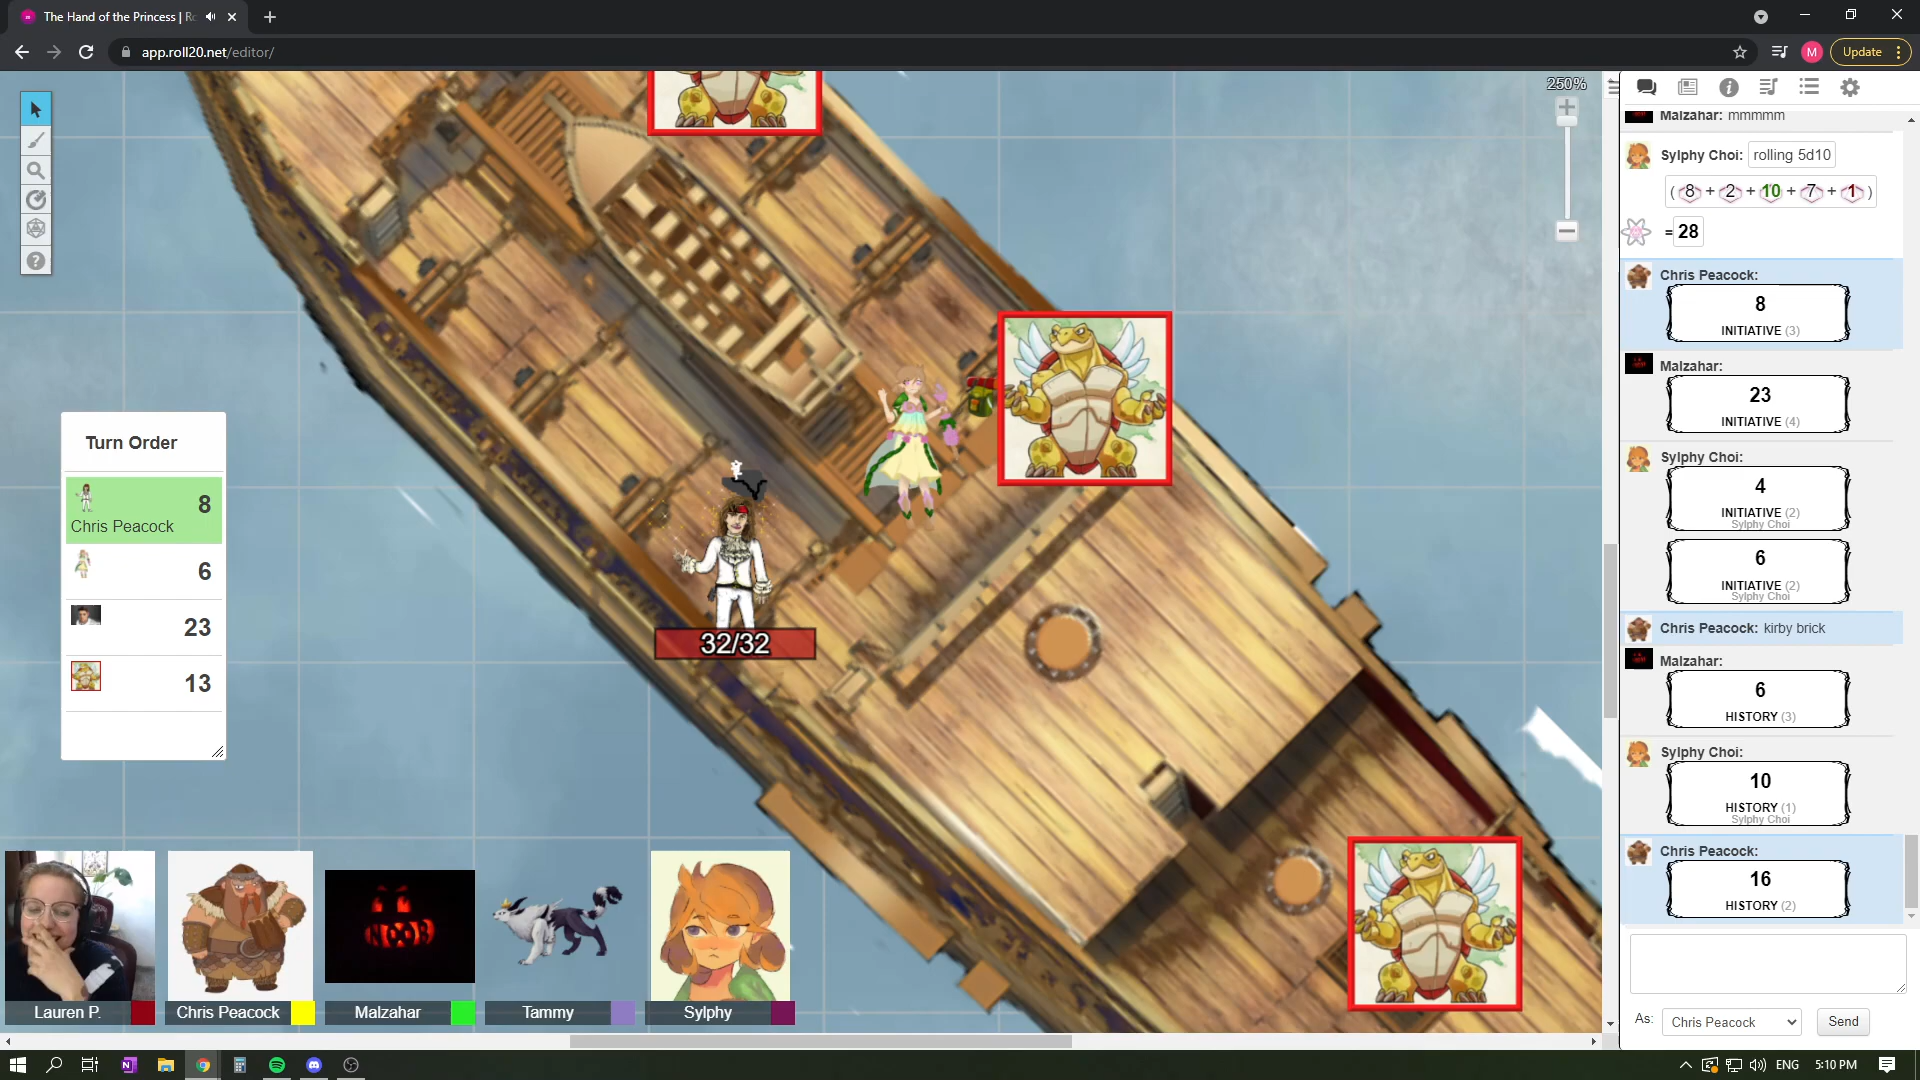 The Hand of the Princess | Ro
app.roll20.net/editor/
M
Update
250%
Turn Order
8
Chris Peacock
6
23
13
32/32
NOOB
Lauren P.
Chris Peacock
Malzahar
Tammy
Sylphy
Malzahar: mmmmm
Sylphy Choi: rolling 5d10
(8 + 2 + 10 + 7 + 1)
=28
Chris Peacock:
8
INITIATIVE (3)
Malzahar:
23
INITIATIVE (4)
Sylphy Choi:
4
INITIATIVE (2)
Sylphy Choi
6
INITIATIVE (2)
Sylphy Choi
Chris Peacock: kirby brick
Malzahar:
6
HISTORY (3)
Sylphy Choi:
10
HISTORY (1)
Sylphy Choi
Chris Peacock:
16
HISTORY (2)
As: Chris Peacock Send
N
ENG
5:10 PM